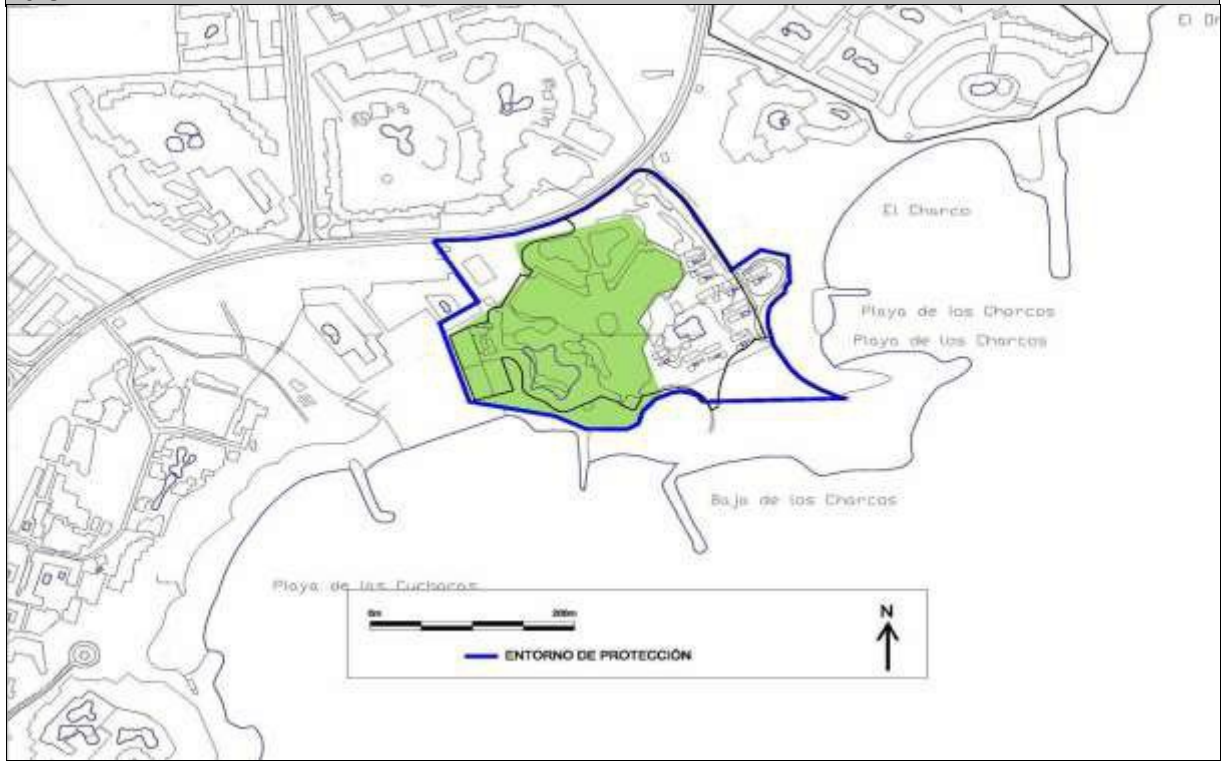 El Charco
Playa de los Charcos
Playa de los Charcos
Baja de los Charcos
Playa de las Cucharas
0m 200m
N
ENTORNO DE PROTECCIÓN